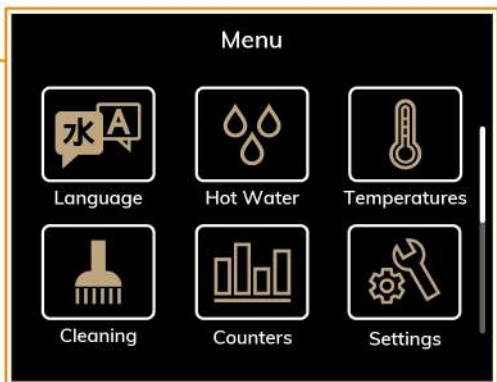 Menu
水 A
Language
Hot Water
Temperatures
Cleaning
Counters
Settings